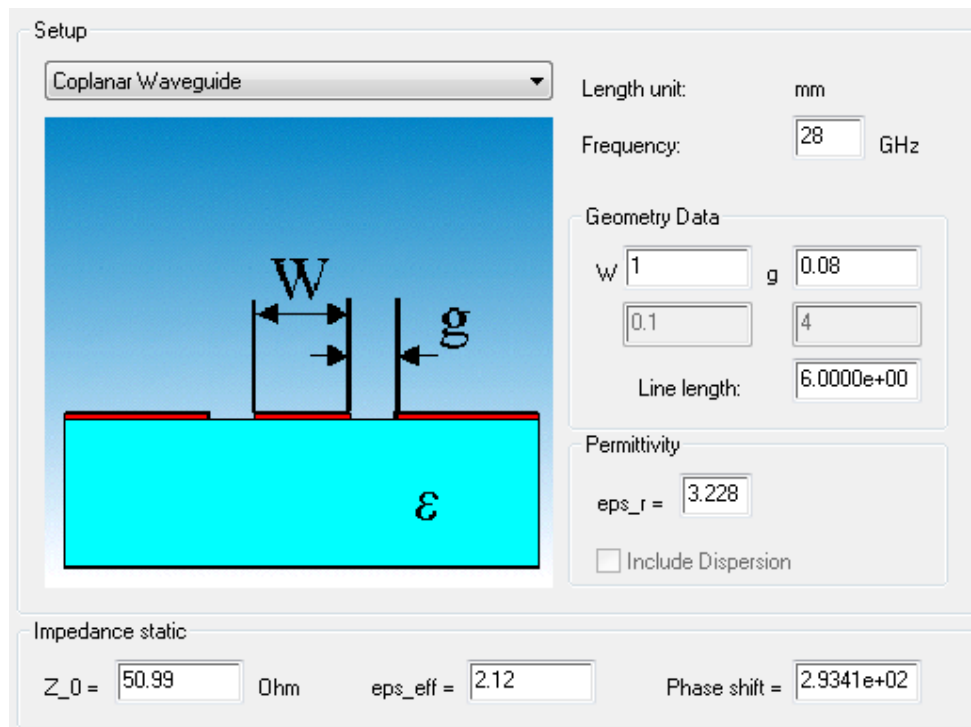 Setup
Coplanar Waveguide
Length unit: mm
Frequency: 28 GHz
Geometry Data
W 1 g 0.08
0.1 4
Line length: 6.0000e+00
W
g
ε
Permittivity
eps_r = 3.228
Include Dispersion
Impedance static
Z_0 = 50.99 Ohm eps_eff = 2.12 Phase shift = 2.9341e+02